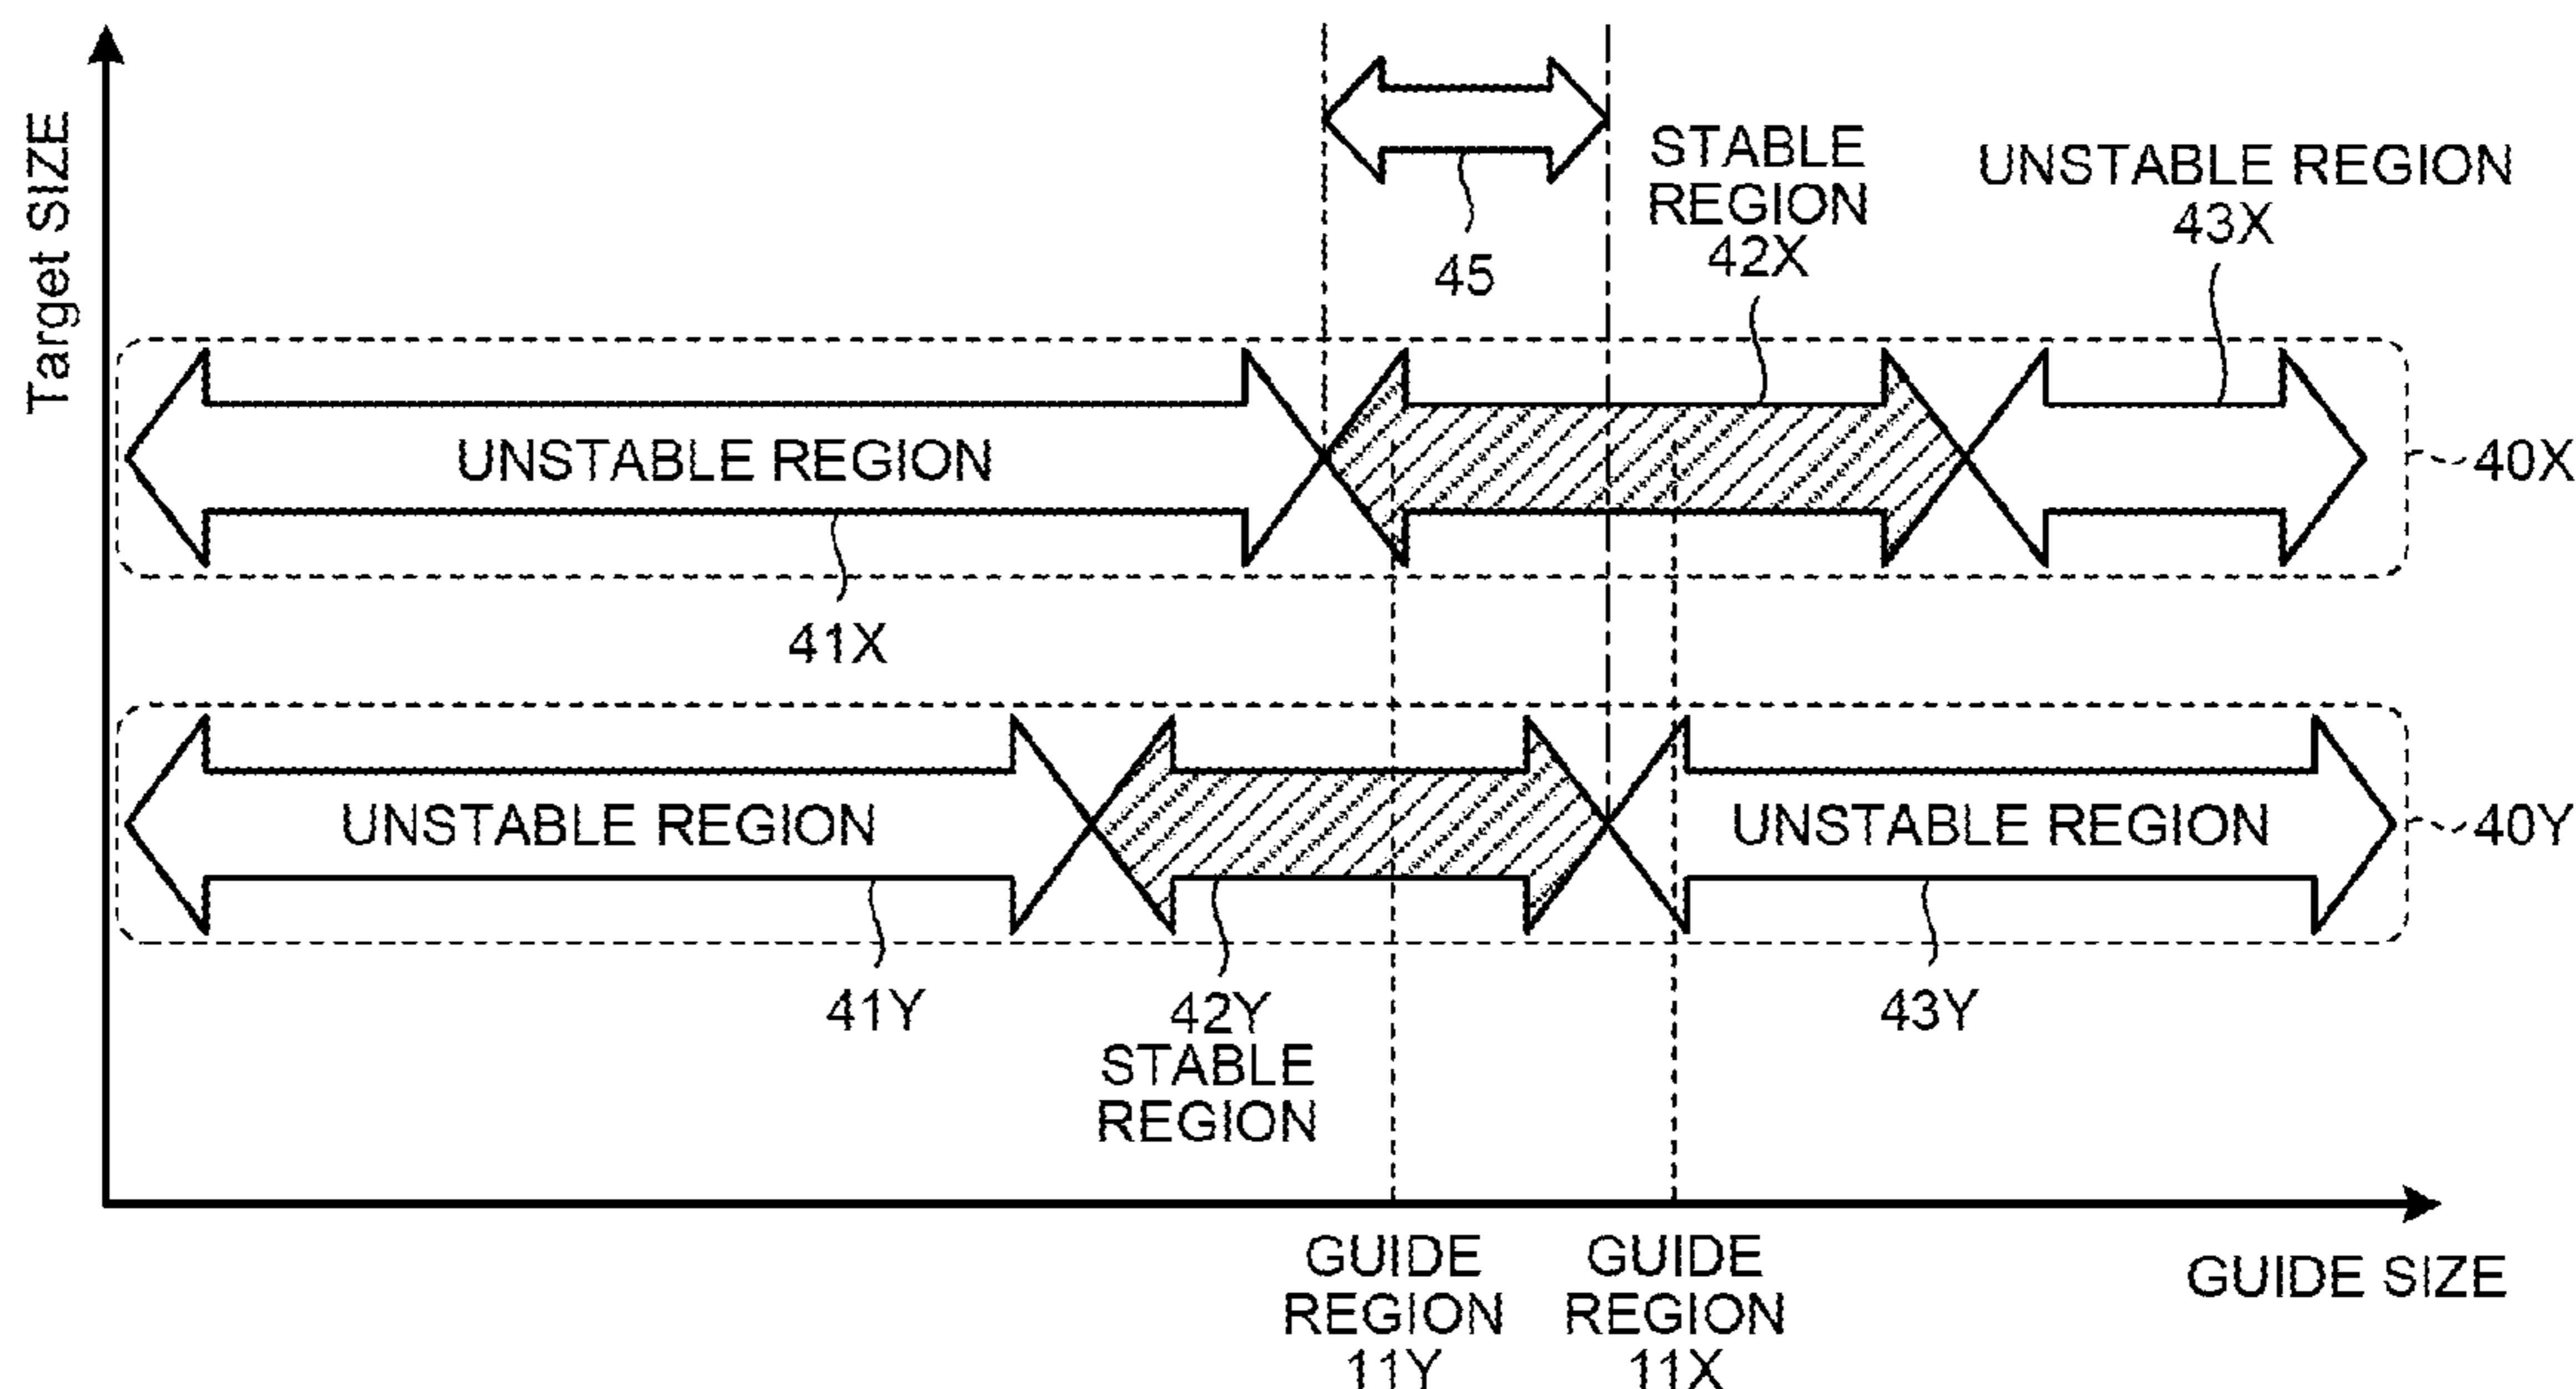 Target SIZE
45
STABLE
REGION
42X
UNSTABLE REGION
43X
UNSTABLE REGION
40X
41X
UNSTABLE REGION
UNSTABLE REGION
40Y
41Y
42Y
STABLE
REGION
43Y
GUIDE
REGION
11Y
GUIDE
REGION
11X
GUIDE SIZE